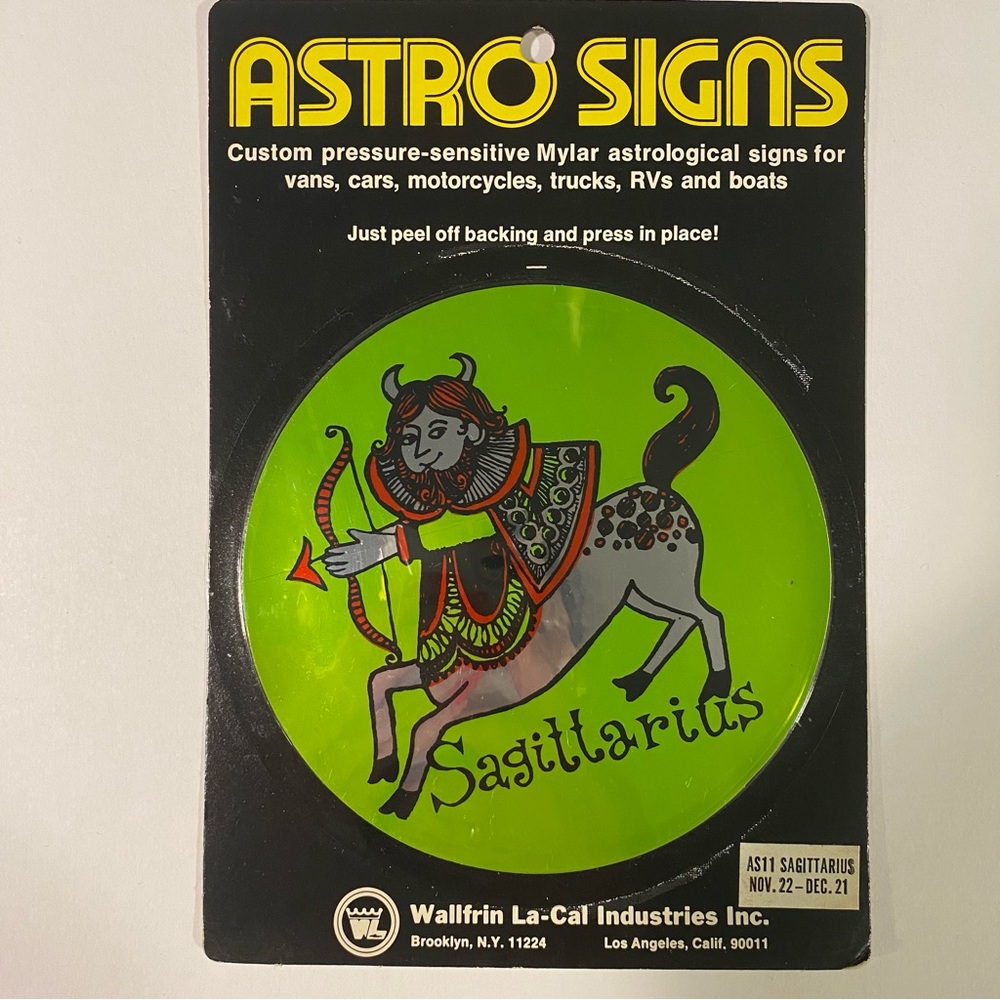 ASTRO SIGNS
Custom pressure-sensitive Mylar astrological signs for
vans, cars, motorcycles, trucks, RVs and boats
Just peel off backing and press in place!
Sagittarius
AS11 SAGITTARIUS
NOV. 22 – DEC. 21
WL
Wallfrin La-Cal Industries Inc.
Brooklyn, N.Y. 11224 Los Angeles, Calif. 90011